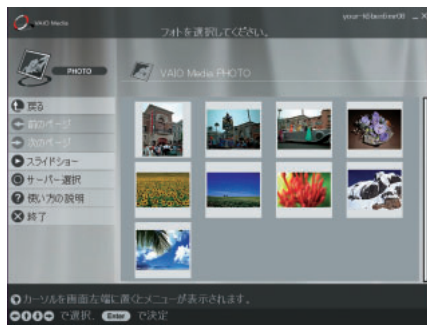 VAIO Media
フォトを選択してください。
PHOTO
VAIO Media PHOTO
戻る
前のページ
次のページ
スライドショー
サーバー選択
使い方の説明
終了
カーソルを画面左端に置くとメニューが表示されます。
で選択, Enter で決定